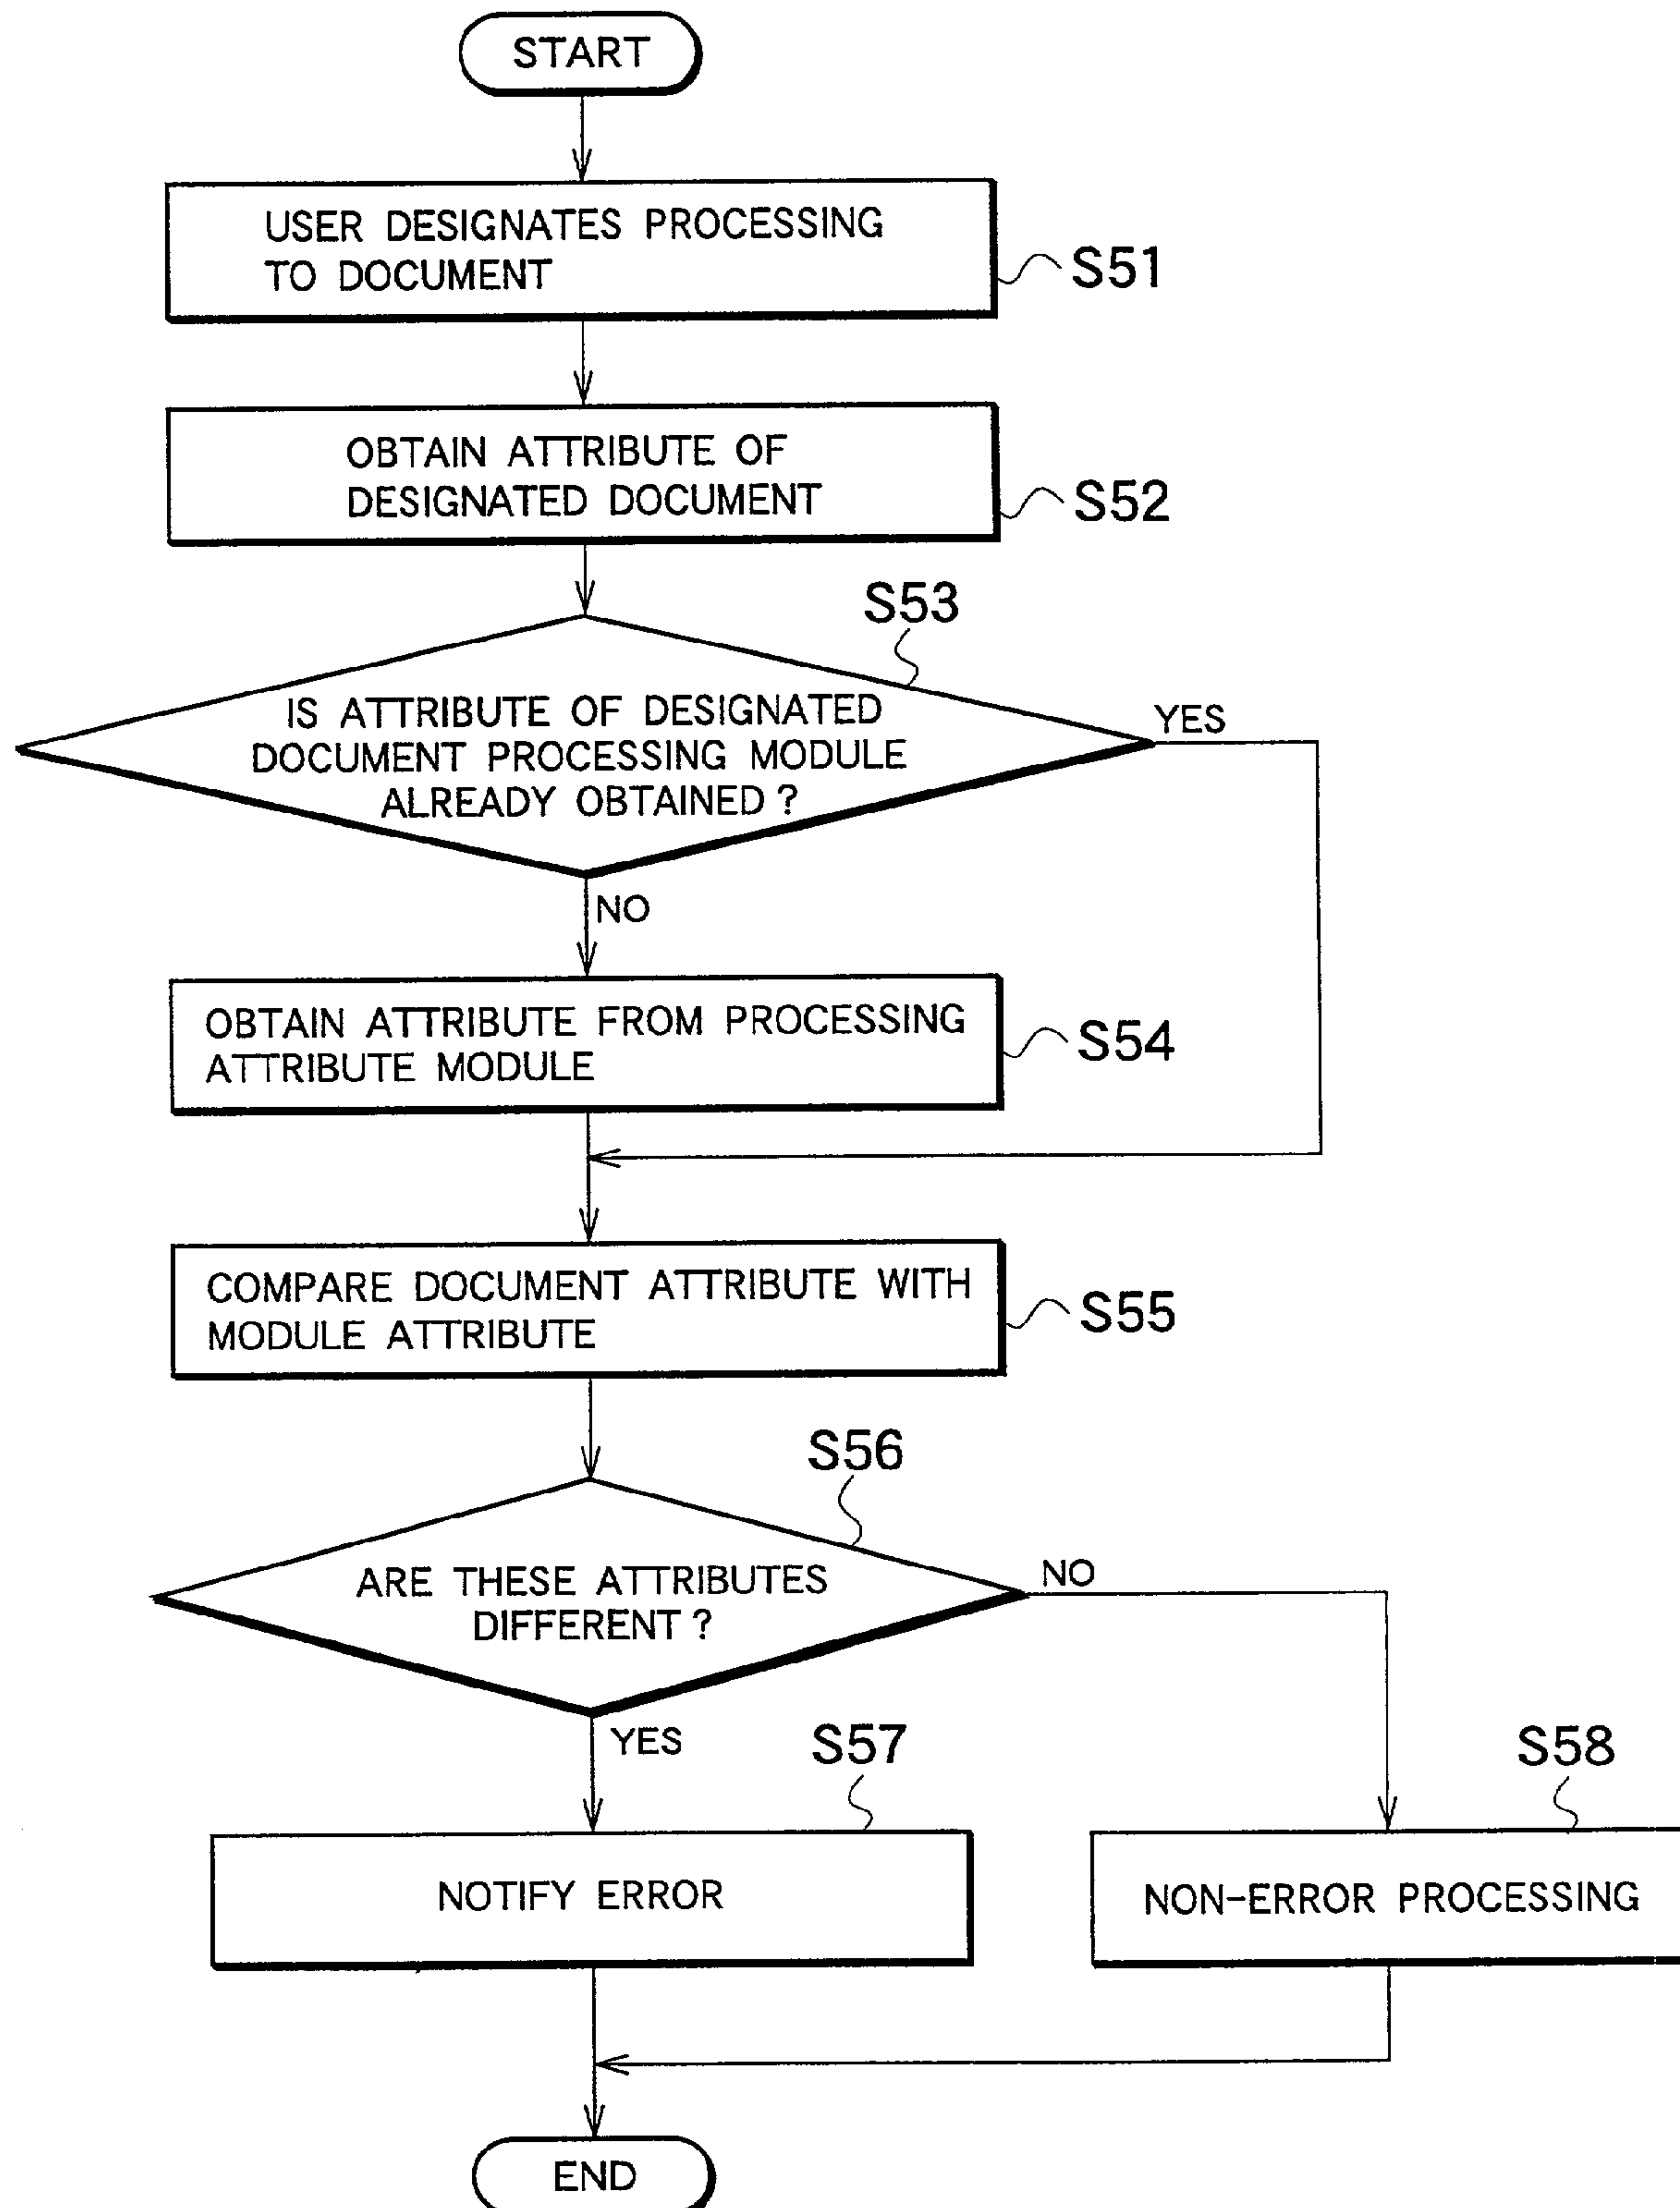 START
USER DESIGNATES PROCESSING
TO DOCUMENT
S51
OBTAIN ATTRIBUTE OF
DESIGNATED DOCUMENT
S52
S53
IS ATTRIBUTE OF DESIGNATED
DOCUMENT PROCESSING MODULE
ALREADY OBTAINED ?
YES
NO
OBTAIN ATTRIBUTE FROM PROCESSING
ATTRIBUTE MODULE
S54
COMPARE DOCUMENT ATTRIBUTE WITH
MODULE ATTRIBUTE
S55
S56
ARE THESE ATTRIBUTES
DIFFERENT ?
NO
YES
S57
S58
NOTIFY ERROR
NON-ERROR PROCESSING
END